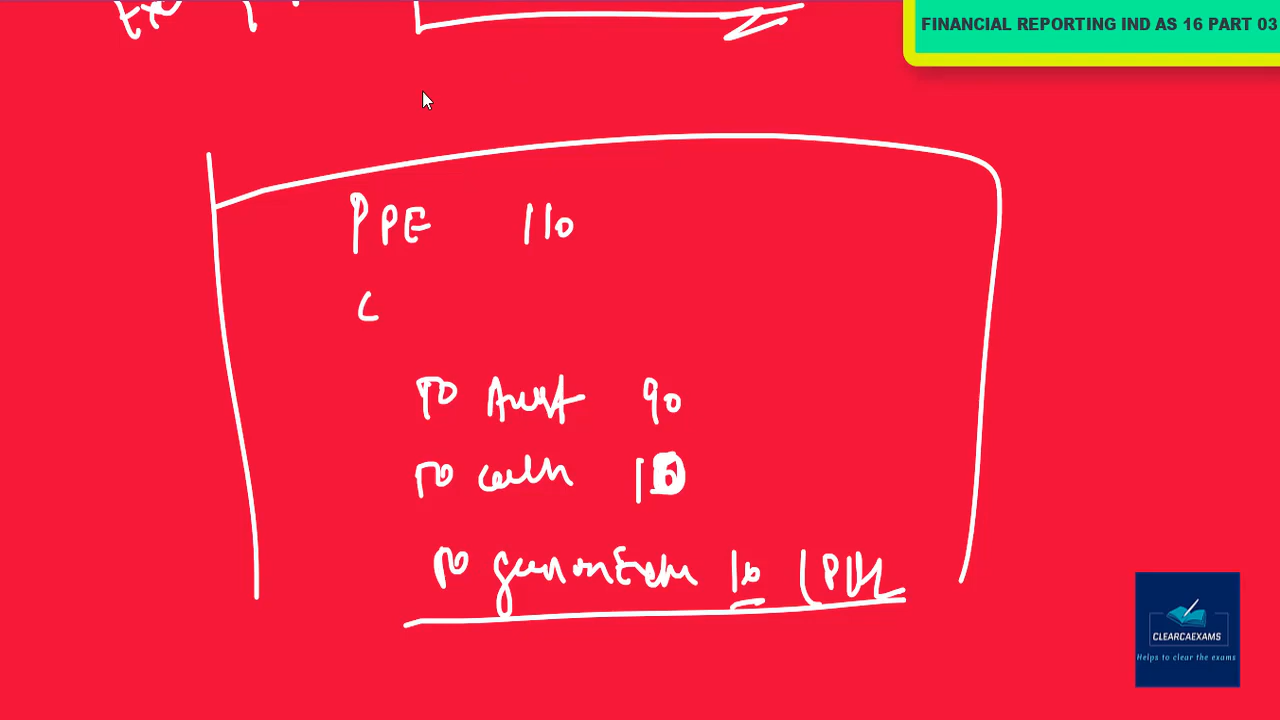 FINANCIAL REPORTING IND AS 16 PART 03
PPE 110
C
To Asset 90
To cash 10
To gain on Exch 10 (P/L
CLEARCAEXAMS
Helps to clear the exams